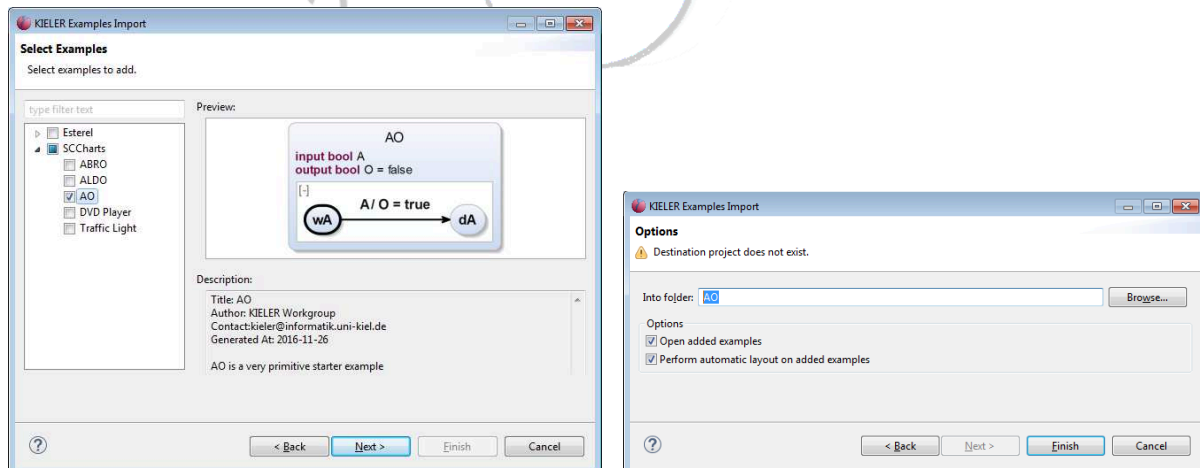 KIELER Examples Import
Select Examples
Select examples to add.
type filter text
Esterel
SCCharts
ABRO
ALDO
AO
DVD Player
Traffic Light
Preview:
AO
input bool A
output bool O = false
[-]
A / O = true
wA
dA
Description:
Title: AO
Author: KIELER Workgroup
Contact:kieler@informatik.uni-kiel.de
Generated At: 2016-11-26
AO is a very primitive starter example
< Back
Next >
Finish
Cancel
KIELER Examples Import
Options
Destination project does not exist.
Into folder:
AO
Browse...
Options
Open added examples
Perform automatic layout on added examples
< Back
Next >
Finish
Cancel